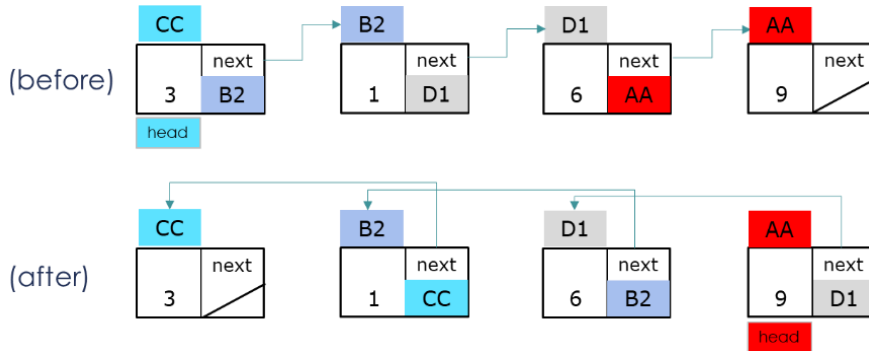 CC B2 D1 AA
next next next next
(before)
3 B2 1 D1 6 AA 9
head
CC B2 D1 AA
next next next next
(after)
3 1 CC 6 B2 9 D1
head